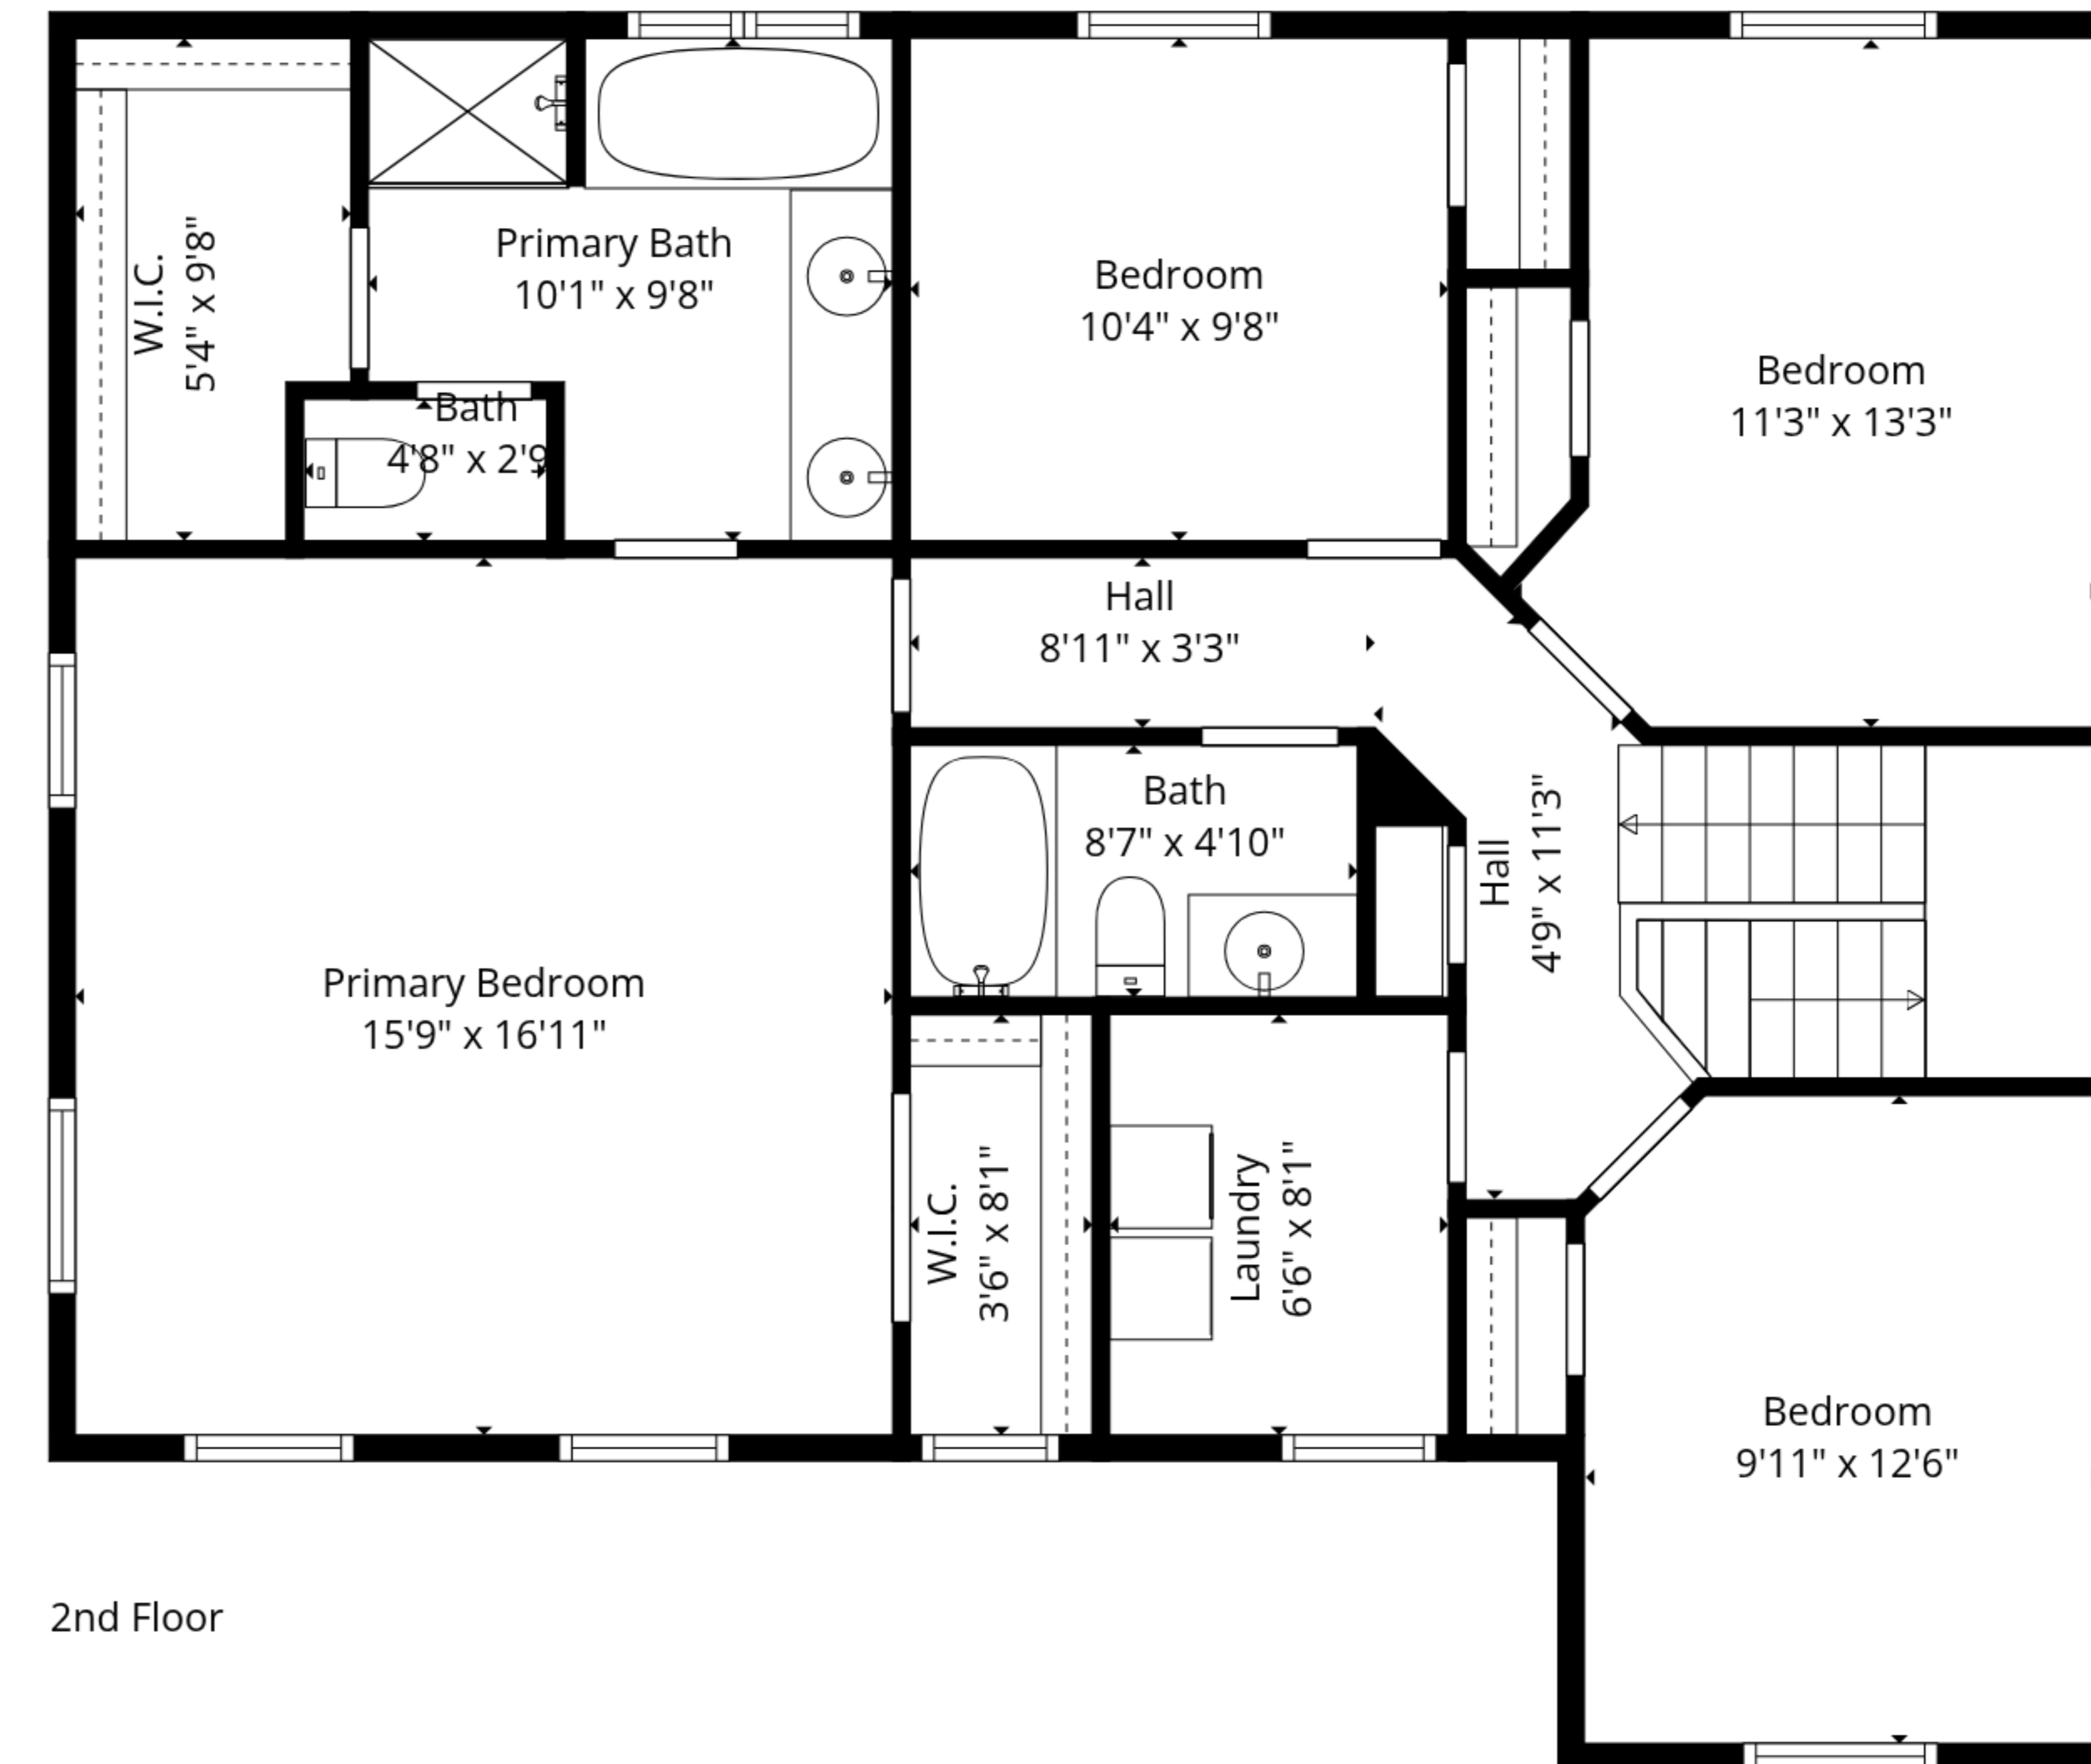 W.I.C.
5'4" x 9'8"
Primary Bath
10'1" x 9'8"
Bedroom
10'4" x 9'8"
Bedroom
11'3" x 13'3"
Bath
4'8" x 2'9
Hall
8'11" x 3'3"
Bath
8'7" x 4'10"
Hall
4'9" x 11'3"
Primary Bedroom
15'9" x 16'11"
W.I.C.
3'6" x 8'1"
Laundry
6'6" x 8'1"
Bedroom
9'11" x 12'6"
2nd Floor